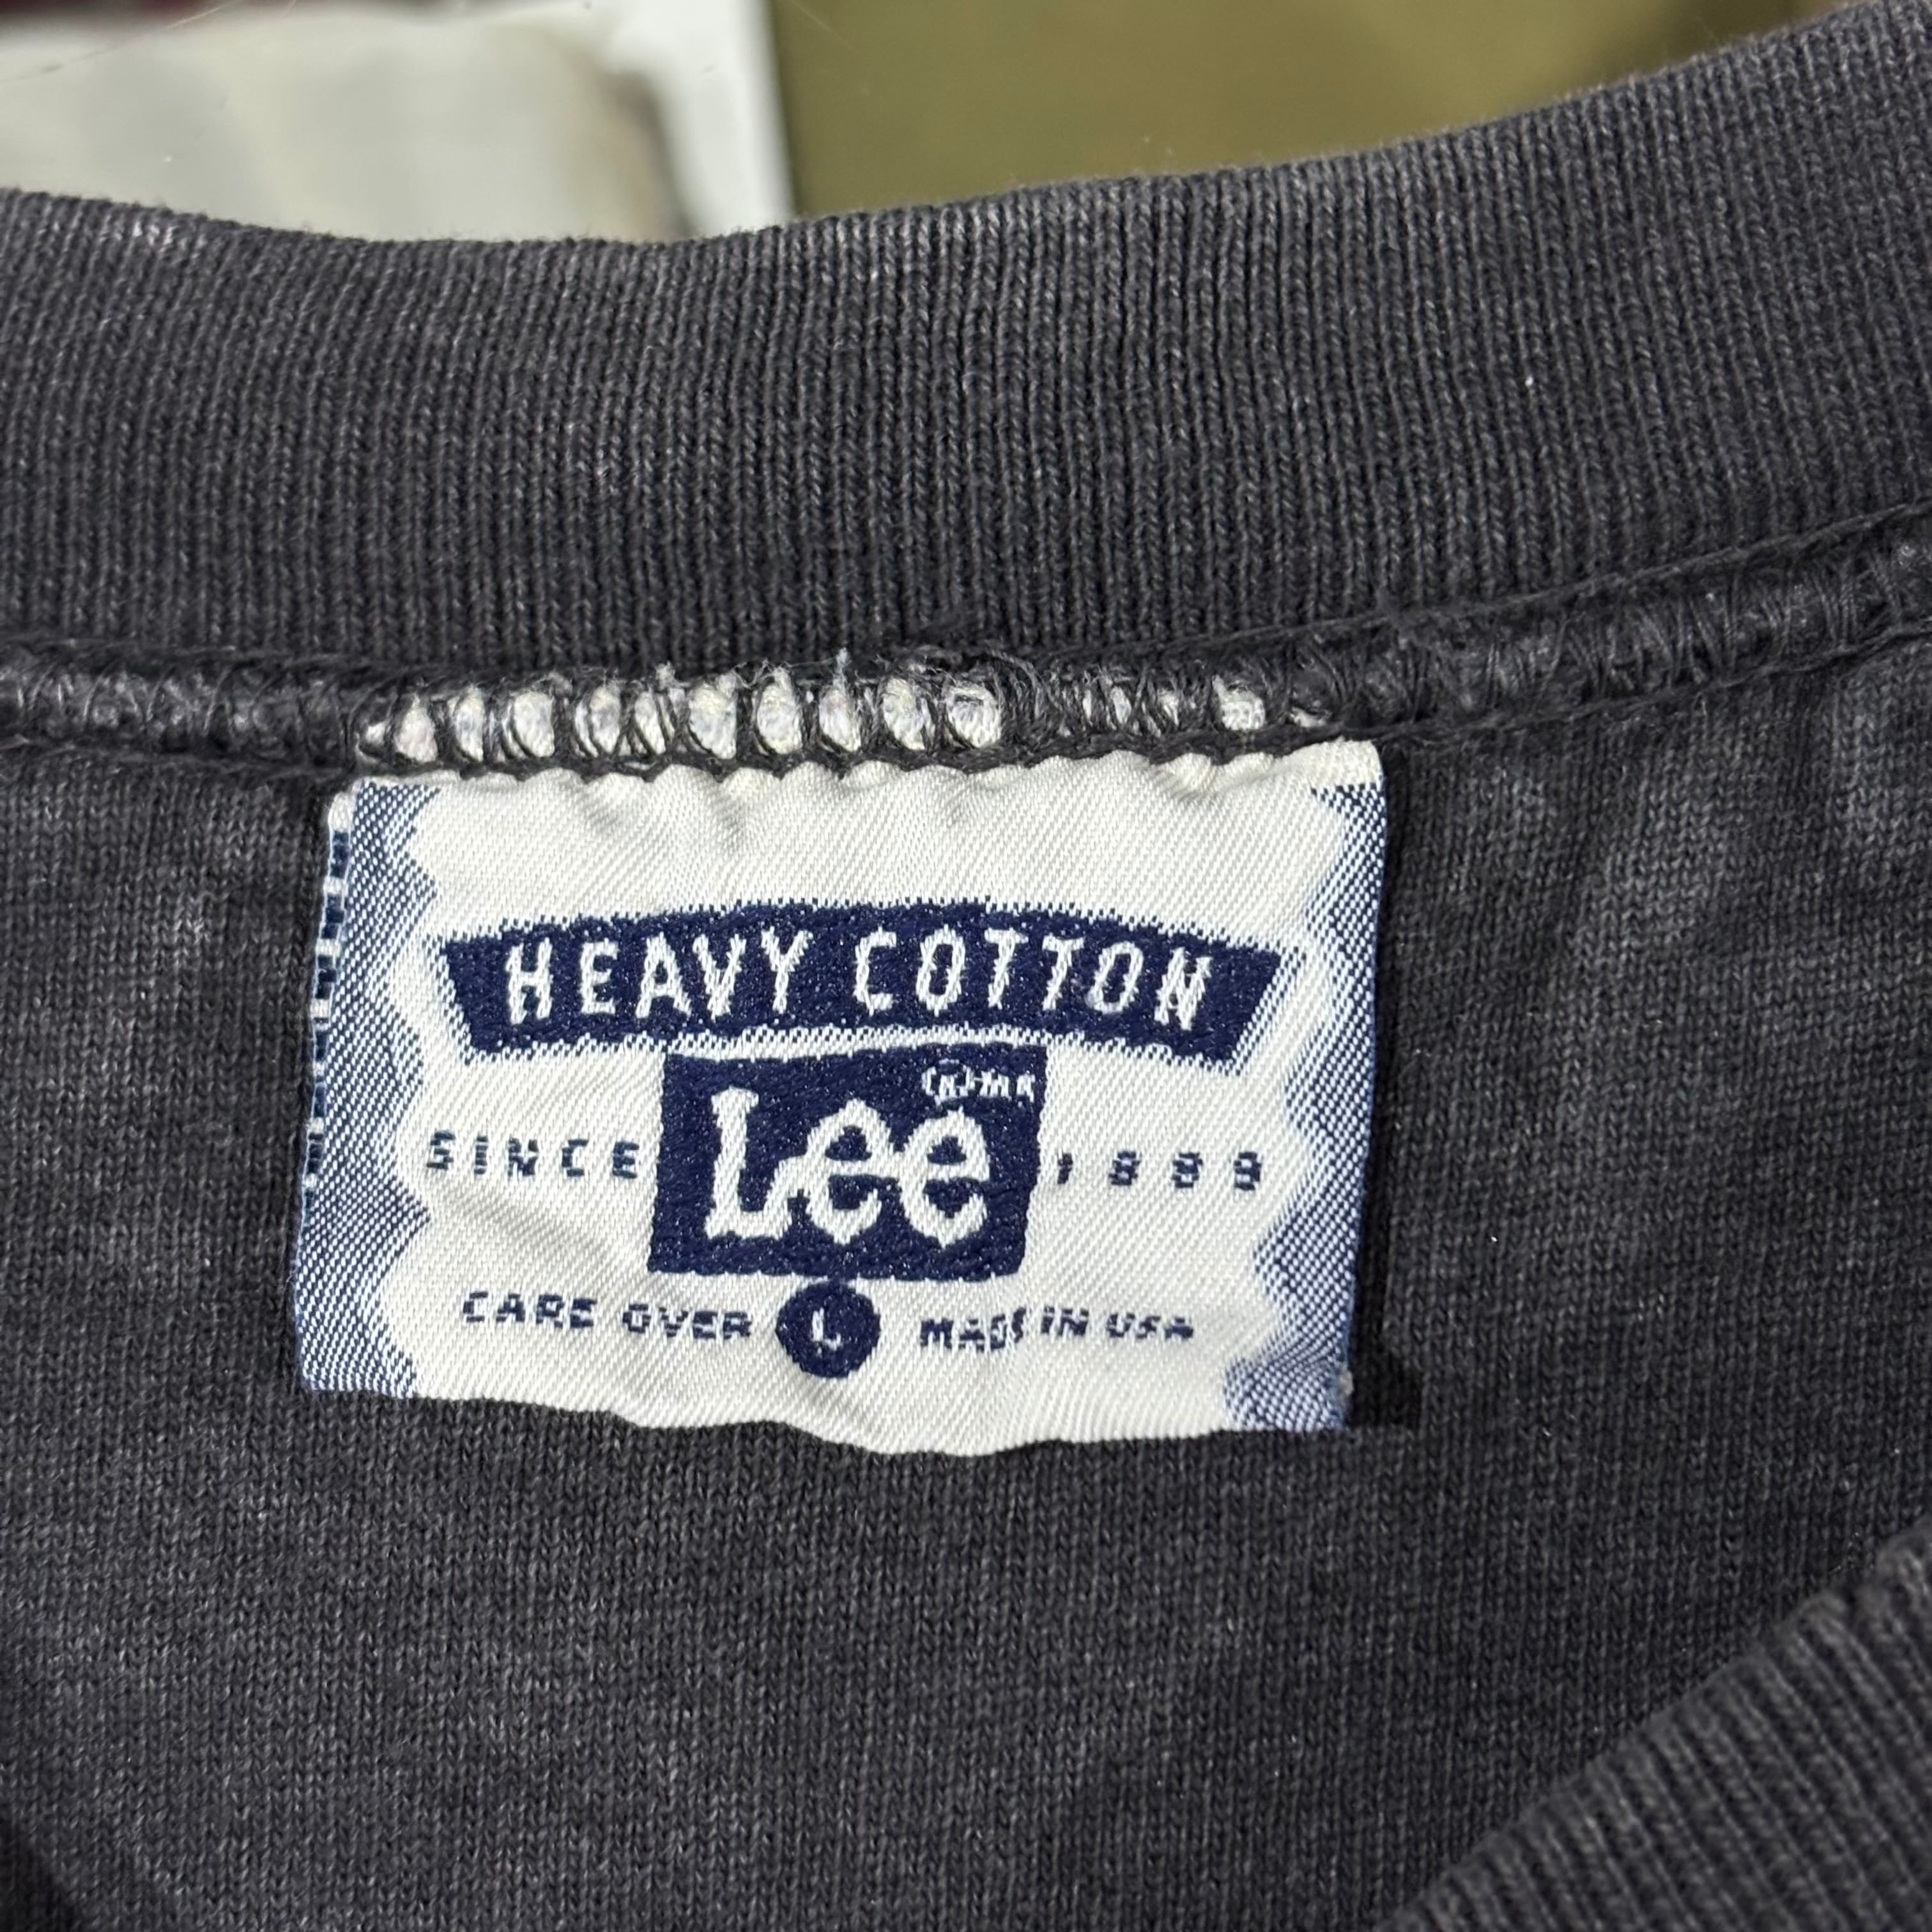 HEAVY COTTON
Lee
SINCE 1889
CARE OVER L MADE IN USA